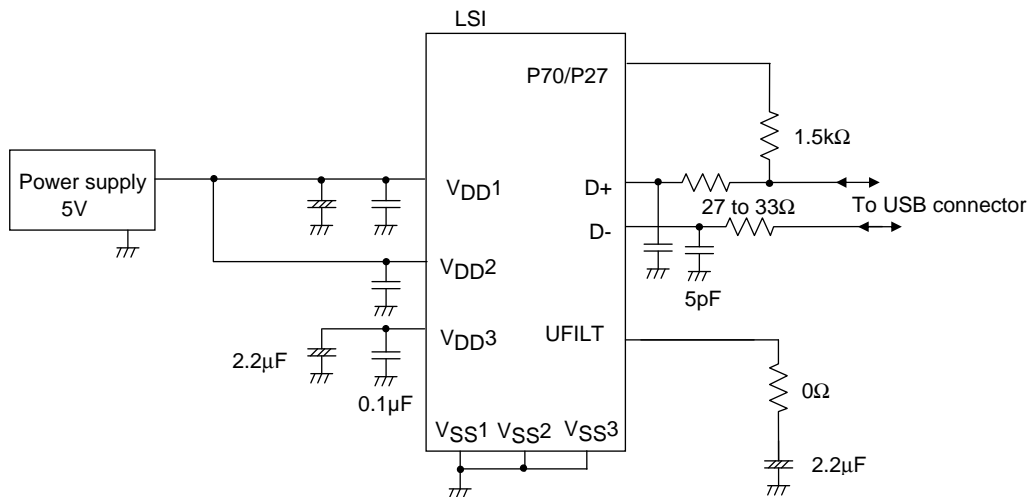 LSI
P70/P27
1.5kΩ
Power supply
5V
VDD1
D+
27 to 33Ω
To USB connector
D-
VDD2
5pF
VDD3
UFILT
2.2μF
0.1μF
0Ω
VSS1
VSS2
VSS3
2.2μF